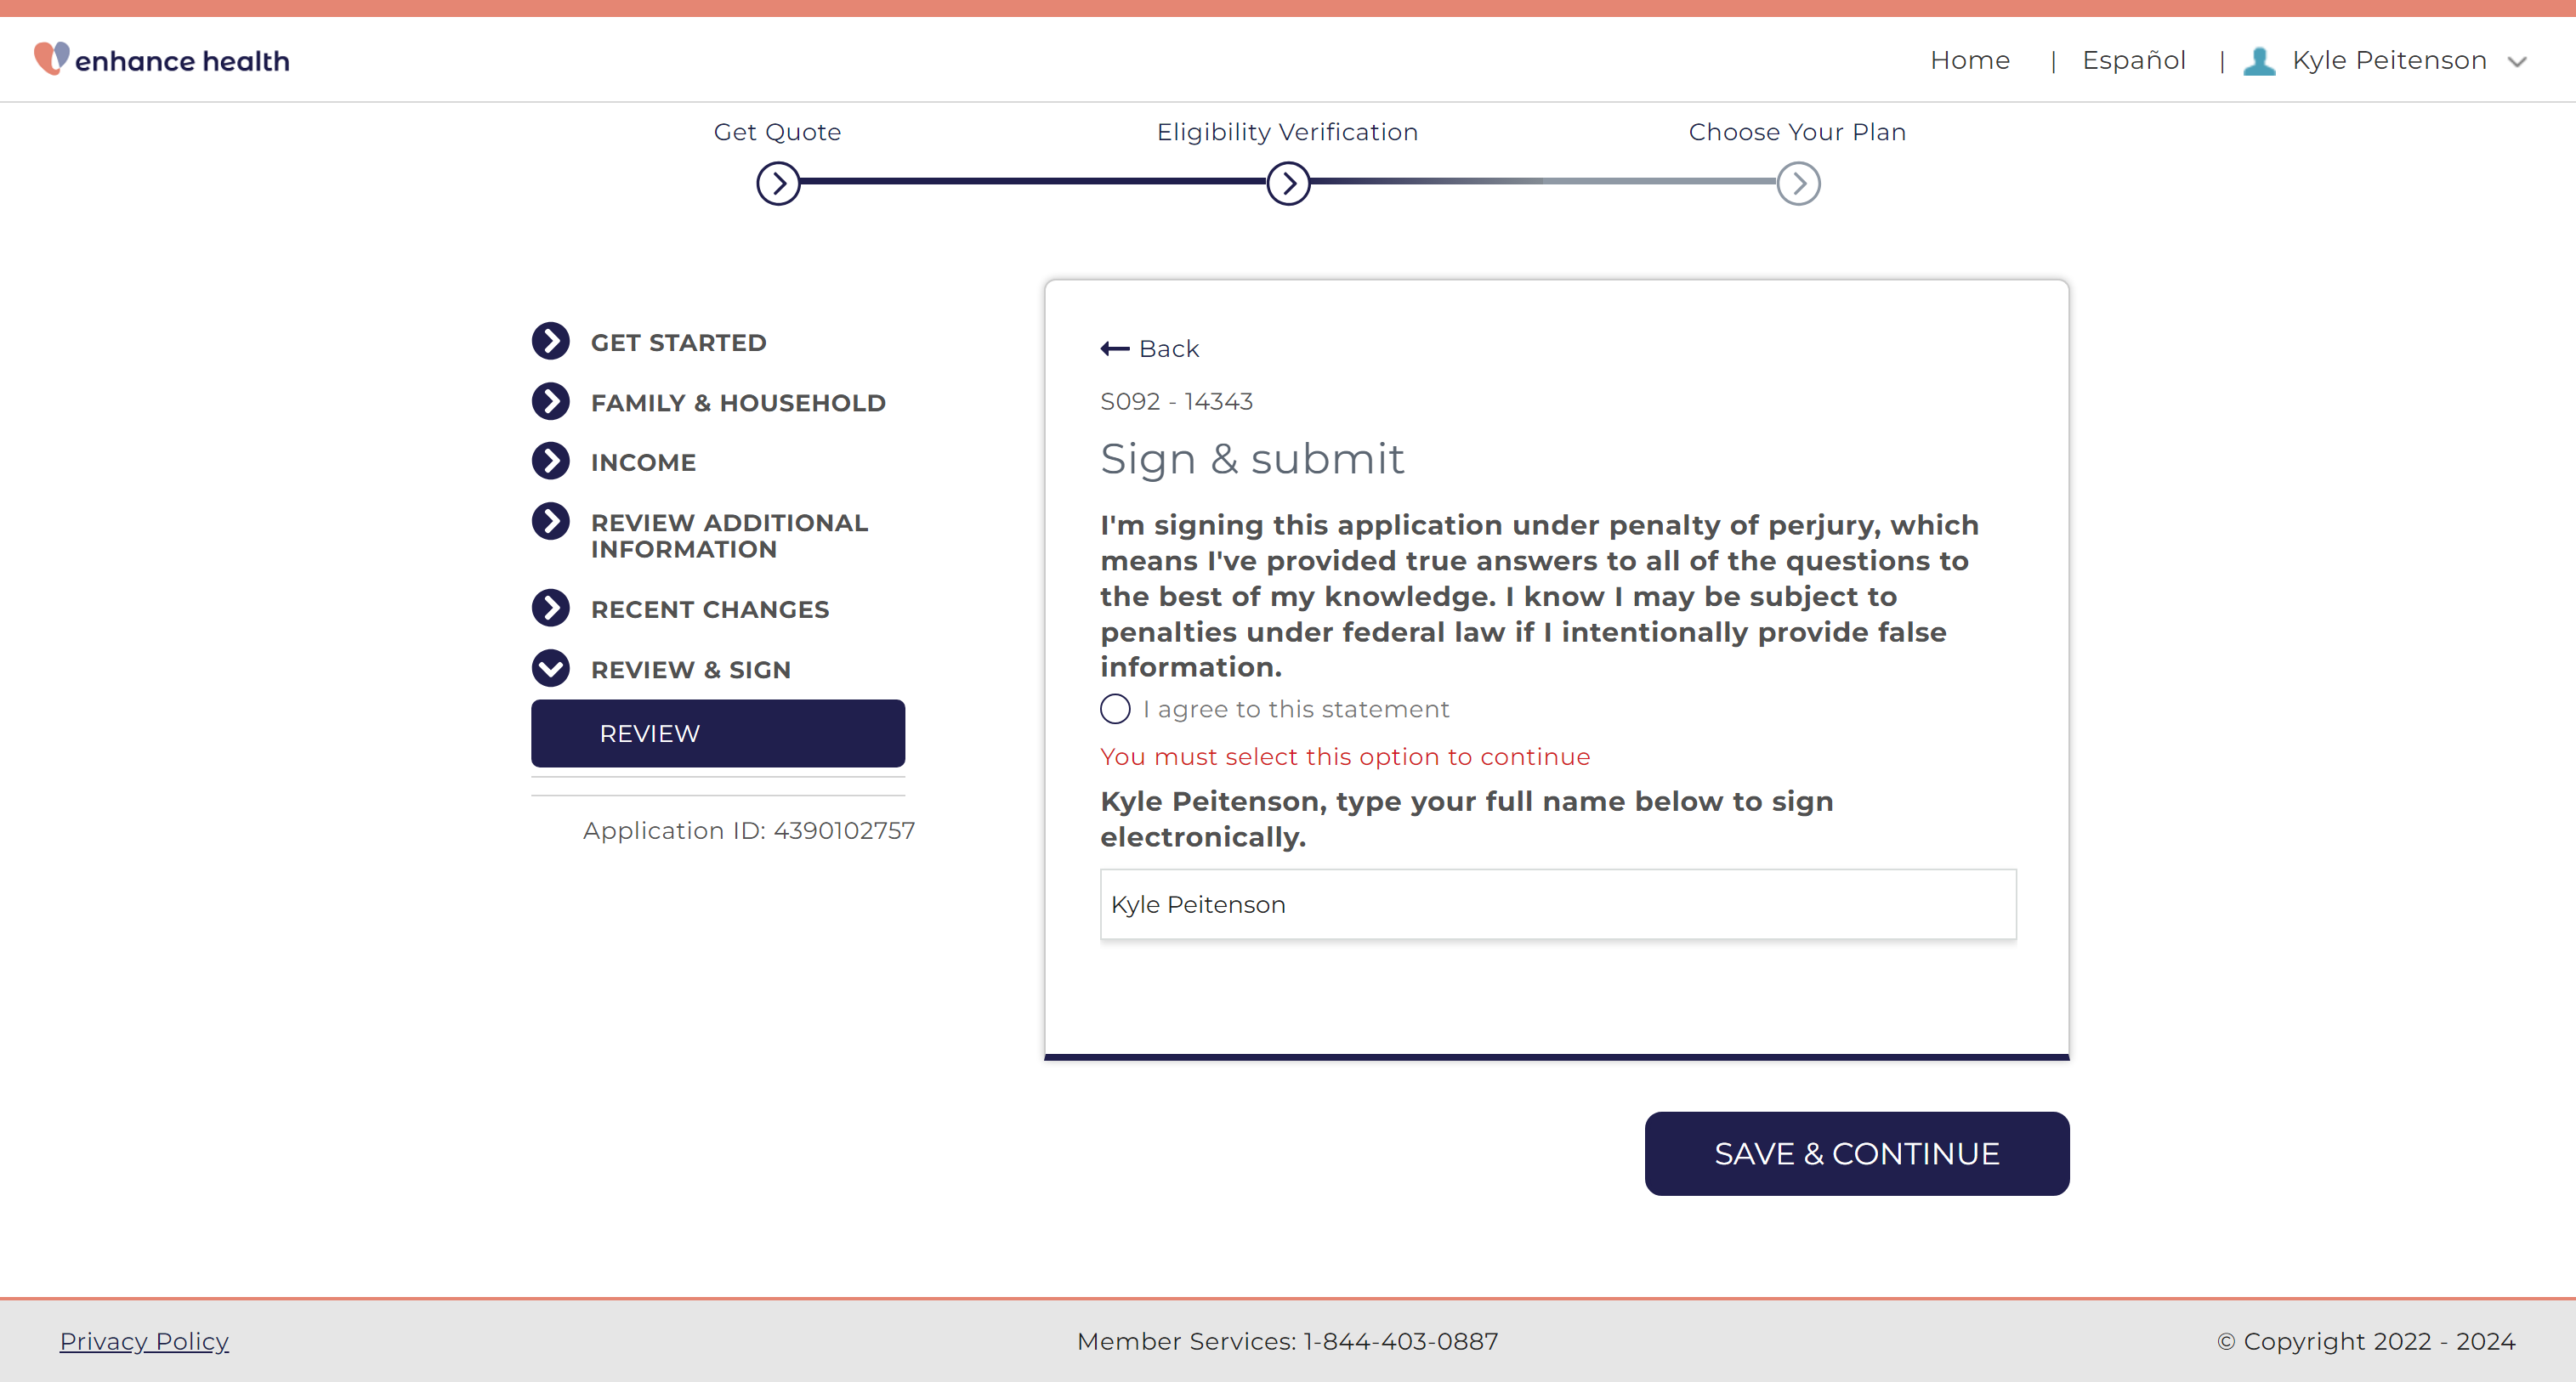 enhance health
Home | Español | Kyle Peitenson
Get Quote
Eligibility Verification
Choose Your Plan
GET STARTED
FAMILY & HOUSEHOLD
INCOME
REVIEW ADDITIONAL
INFORMATION
RECENT CHANGES
REVIEW & SIGN
REVIEW
Application ID: 4390102757
Back
S092 - 14343
Sign & submit
I'm signing this application under penalty of perjury, which
means I've provided true answers to all of the questions to
the best of my knowledge. I know I may be subject to
penalties under federal law if I intentionally provide false
information.
I agree to this statement
You must select this option to continue
Kyle Peitenson, type your full name below to sign
electronically.
Kyle Peitenson
SAVE & CONTINUE
Privacy Policy
Member Services: 1-844-403-0887
© Copyright 2022 - 2024